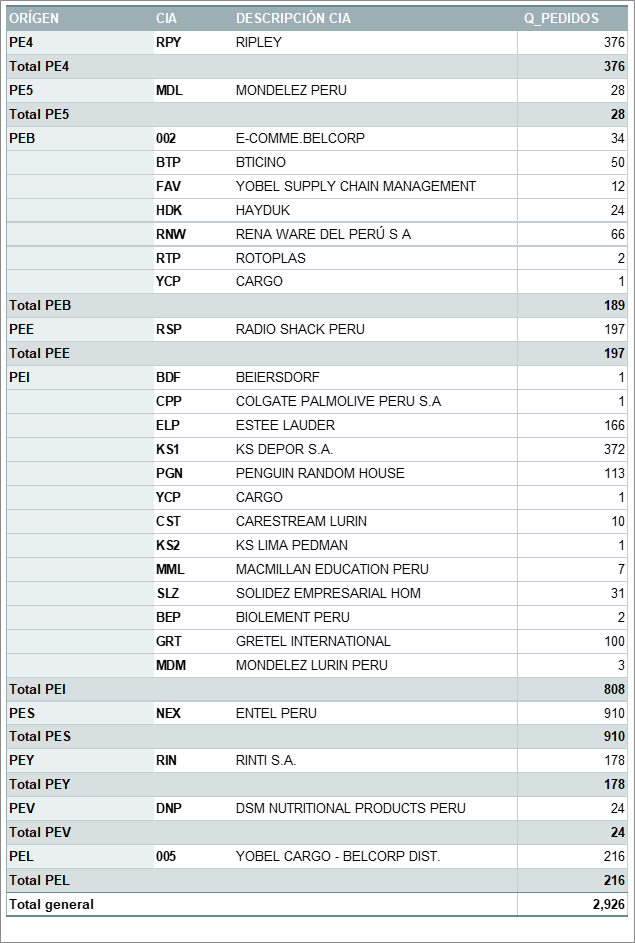 ORÍGEN CIA DESCRIPCIÓN CIA Q_PEDIDOS
PE4 RPY RIPLEY 376
Total PE4 376
PE5 MDL MONDELEZ PERU 28
Total PE5 28
PEB 002 E-COMME.BELCORP 34
BTP BTICINO 50
FAV YOBEL SUPPLY CHAIN MANAGEMENT 12
HDK HAYDUK 24
RNW RENA WARE DEL PERÚ S A 66
RTP ROTOPLAS 2
YCP CARGO 1
Total PEB 189
PEE RSP RADIO SHACK PERU 197
Total PEE 197
PEI BDF BEIERSDORF 1
CPP COLGATE PALMOLIVE PERU S.A 1
ELP ESTEE LAUDER 166
KS1 KS DEPOR S.A. 372
PGN PENGUIN RANDOM HOUSE 113
YCP CARGO 1
CST CARESTREAM LURIN 10
KS2 KS LIMA PEDMAN 1
MML MACMILLAN EDUCATION PERU 7
SLZ SOLIDEZ EMPRESARIAL HOM 31
BEP BIOLEMENT PERU 2
GRT GRETEL INTERNATIONAL 100
MDM MONDELEZ LURIN PERU 3
Total PEI 808
PES NEX ENTEL PERU 910
Total PES 910
PEY RIN RINTI S.A. 178
Total PEY 178
PEV DNP DSM NUTRITIONAL PRODUCTS PERU 24
Total PEV 24
PEL 005 YOBEL CARGO - BELCORP DIST. 216
Total PEL 216
Total general 2,926